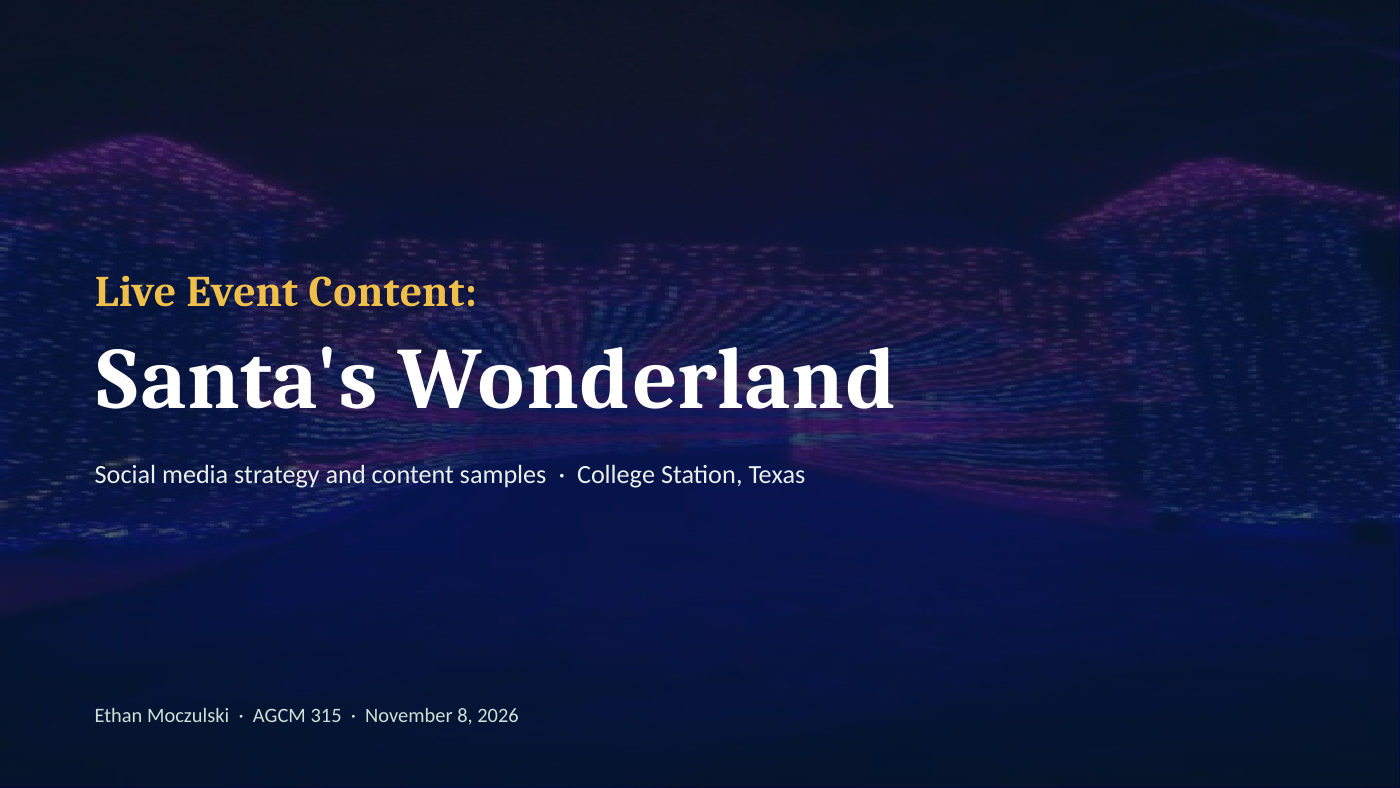 Live Event Content:
Santa's Wonderland
Social media strategy and content samples · College Station, Texas
Ethan Moczulski · AGCM 315 · November 8, 2026